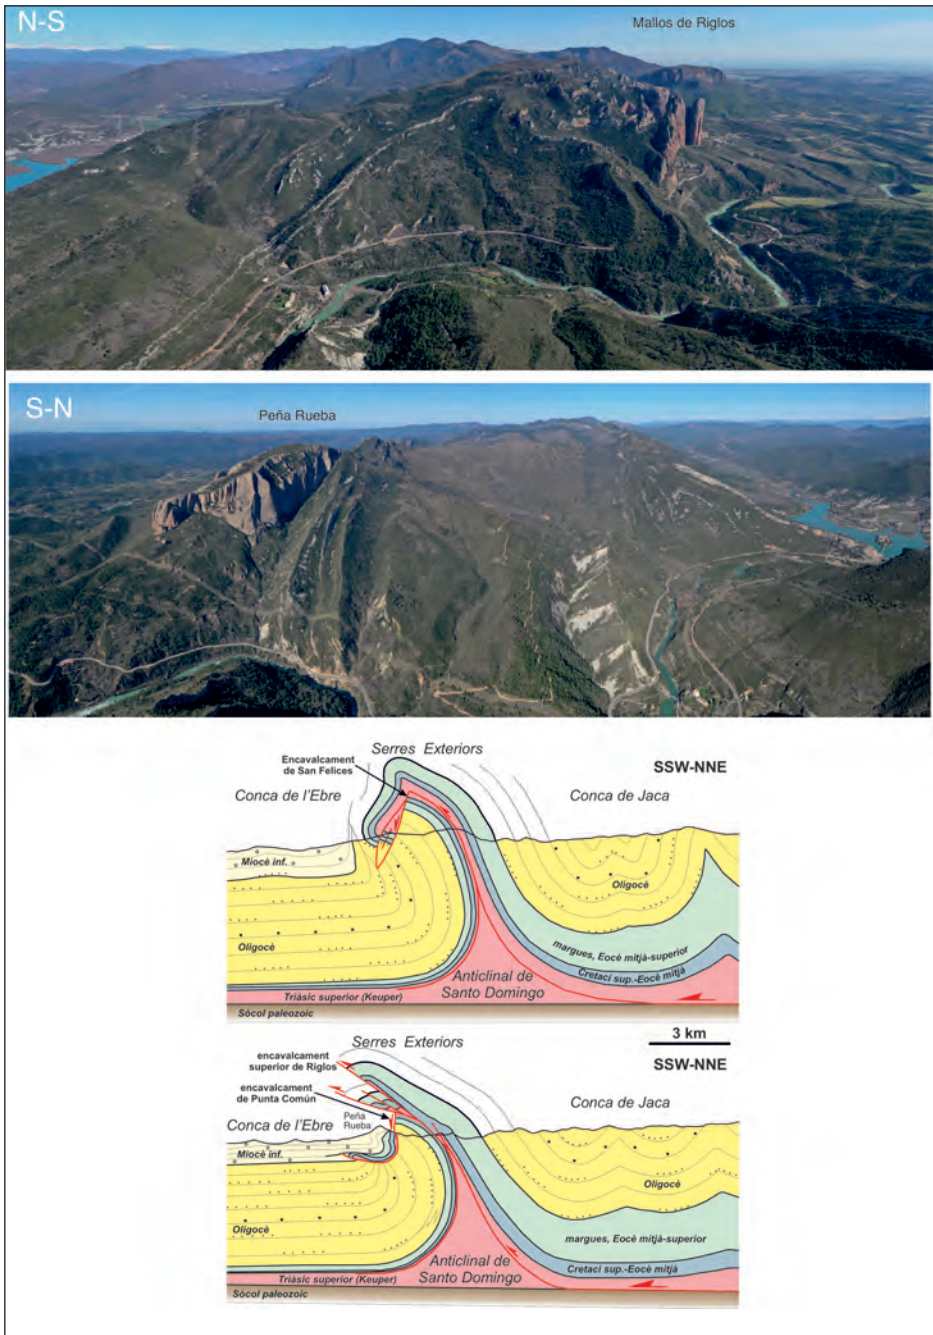 N-S
Mallos de Riglos
S-N
Peña Rueba
Serres Exteriors
Encavalcament
de San Felices
SSW-NNE
Conca de l'Ebre
Conca de Jaca
Miocè inf.
Oligocè
Oligocè
margues, Eocè mitjà-superior
Cretaci sup.-Eocè mitjà
Anticlinal de
Santo Domingo
Triàsic superior (Keuper)
Sòcol paleozoic
3 km
Serres Exteriors
SSW-NNE
encavalcament
superior de Riglos
encavalcament
de Punta Común
Conca de Jaca
Peña
Rueba
Conca de l'Ebre
Miocè inf.
Oligocè
Oligocè
margues, Eocè mitjà-superior
Anticlinal de
Santo Domingo
Cretaci sup.-Eocè mitjà
Triàsic superior (Keuper)
Sòcol paleozoic